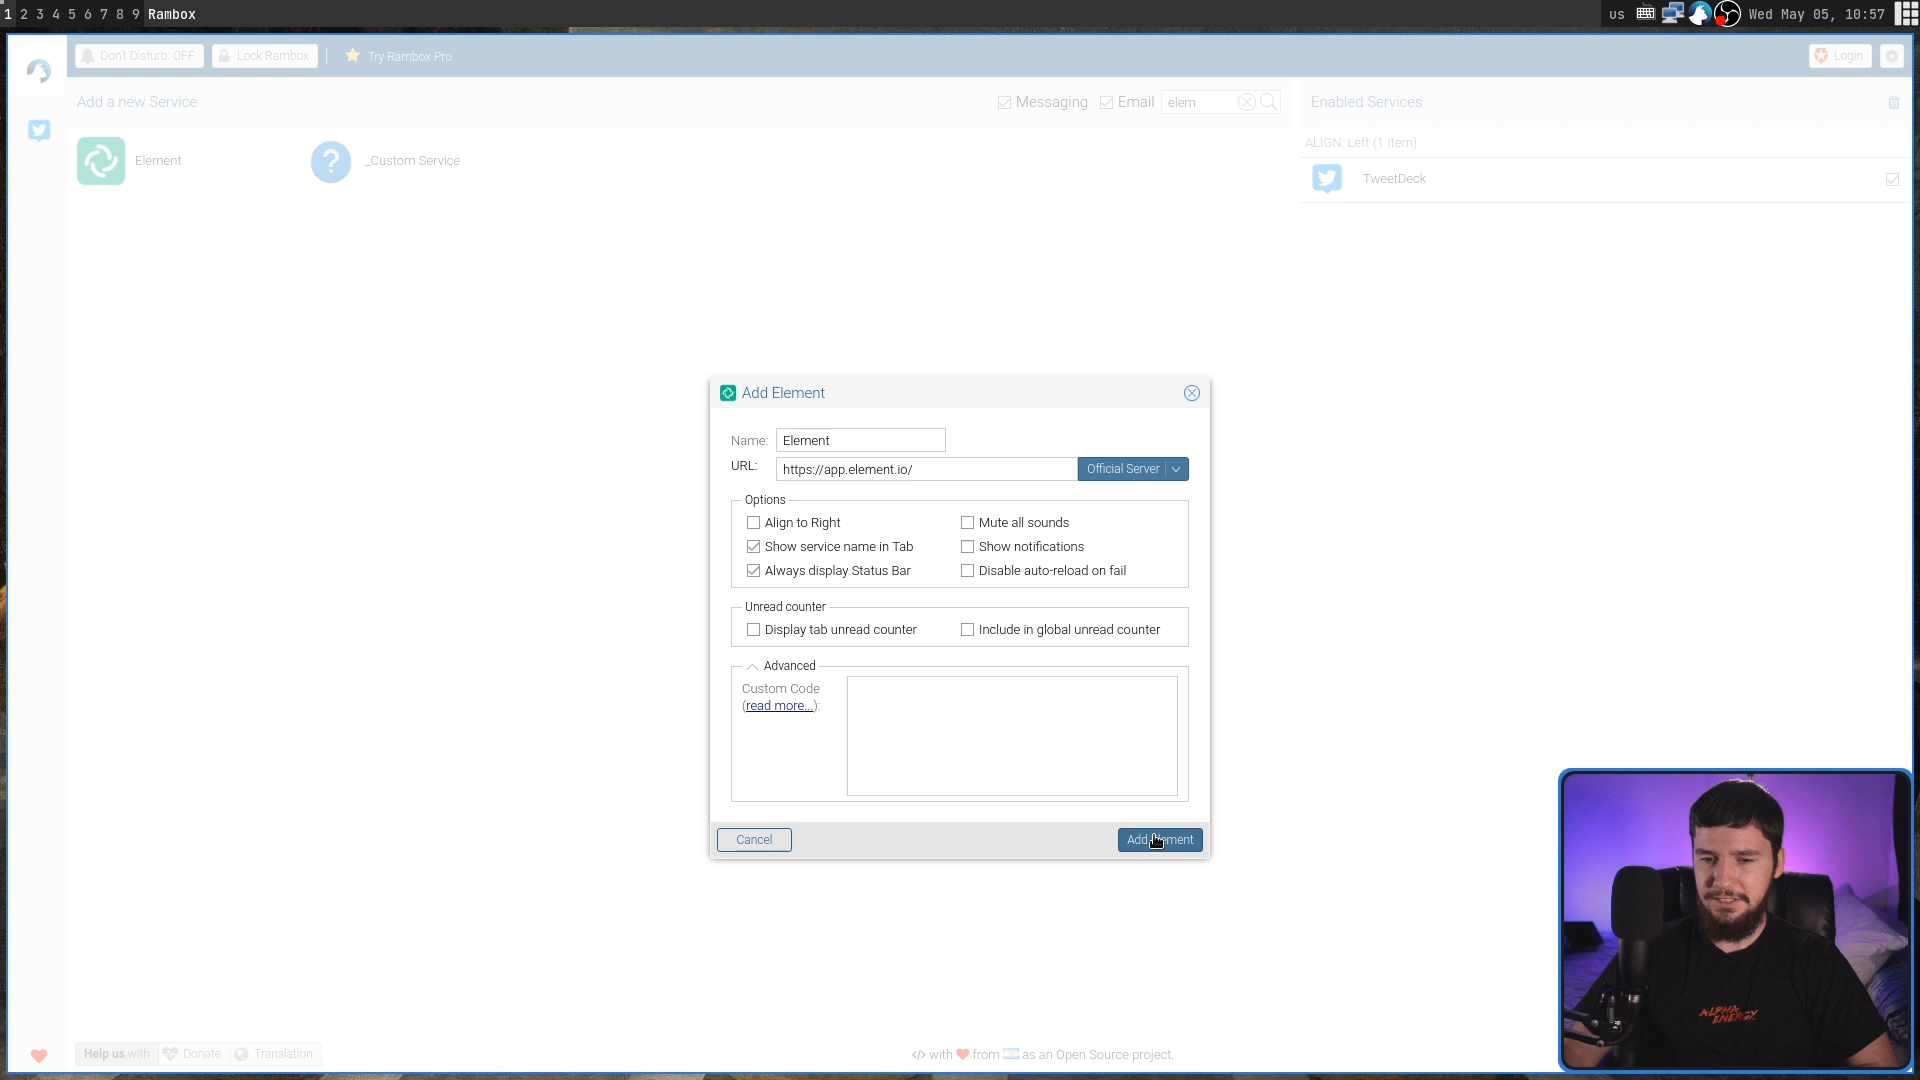 1 2 3 4 5 6 7 8 9 Rambox
us Wed May 05, 10:57
Don't Disturb: OFF Lock Rambox Try Rambox Pro Login
Add a new Service Messaging Email elem Enabled Services
ALIGN: Left (1 Item)
Element ? _Custom Service TweetDeck
Add Element
Name: Element
URL: https://app.element.io/ Official Server
Options
Align to Right Mute all sounds
Show service name in Tab Show notifications
Always display Status Bar Disable auto-reload on fail
Unread counter
Display tab unread counter Include in global unread counter
Advanced
Custom Code
(read more...):
Cancel Add Element
ALPHA
ENERGY
Help us with Donate Translation </> with from as an Open Source project.